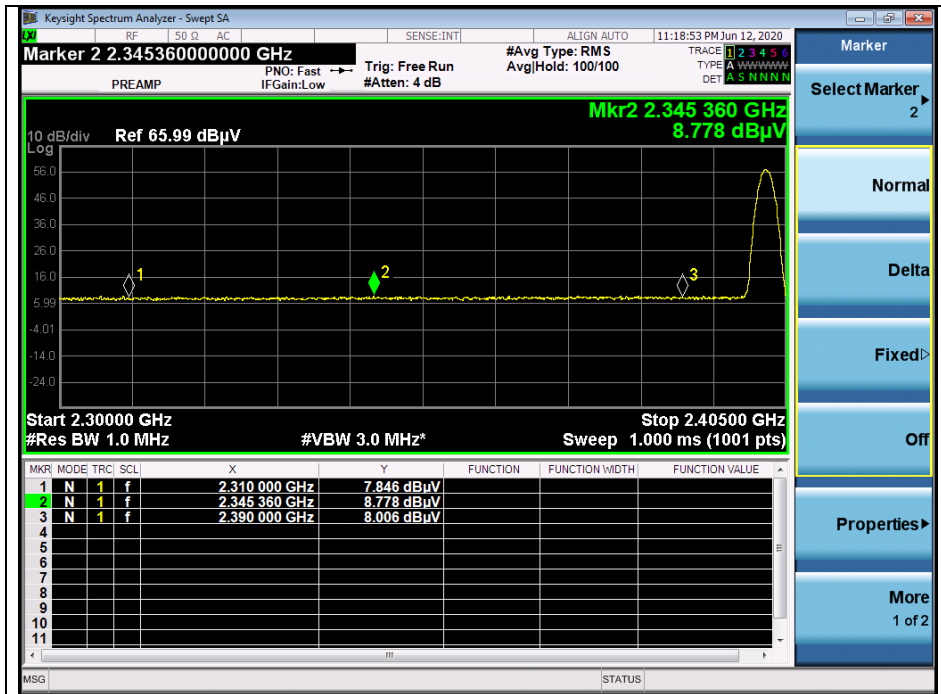 Keysight Spectrum Analyzer - Swept SA
LXI RF 50 Ω AC SENSE:INT ALIGN AUTO 11:18:53 PM Jun 12, 2020
Marker 2 2.345360000000 GHz
PREAMP
PNO: Fast
IFGain:Low
Trig: Free Run
#Atten: 4 dB
#Avg Type: RMS
Avg|Hold: 100/100
TRACE 1 2 3 4 5 6
TYPE A WWWWW
DET A S N N N N
Mkr2 2.345 360 GHz
8.778 dBµV
10 dB/div Ref 65.99 dBµV
Log
56.0
46.0
36.0
26.0
16.0
5.99
-4.01
-14.0
-24.0
1
2
3
Start 2.30000 GHz Stop 2.40500 GHz
#Res BW 1.0 MHz #VBW 3.0 MHz* Sweep 1.000 ms (1001 pts)
MKR MODE TRC SCL X Y FUNCTION FUNCTION WIDTH FUNCTION VALUE
1 N 1 f 2.310 000 GHz 7.846 dBµV
2 N 1 f 2.345 360 GHz 8.778 dBµV
3 N 1 f 2.390 000 GHz 8.006 dBµV
4
5
6
7
8
9
10
11
MSG STATUS
Marker
Select Marker
2
Normal
Delta
Fixed
Off
Properties
More
1 of 2